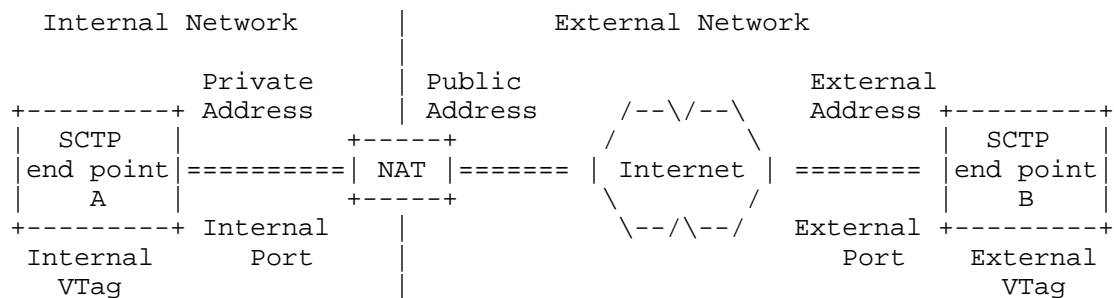 Internal Network | External Network
|
Private | Public External
+---------+ Address | Address /--\/--\ Address +---------+
| SCTP | +-----+ / \ | SCTP |
|end point|==========| NAT |======= | Internet | ======== |end point|
| A | +-----+ \ / | B |
+---------+ Internal | \--/\--/ External +---------+
Internal Port | Port External
VTag | VTag